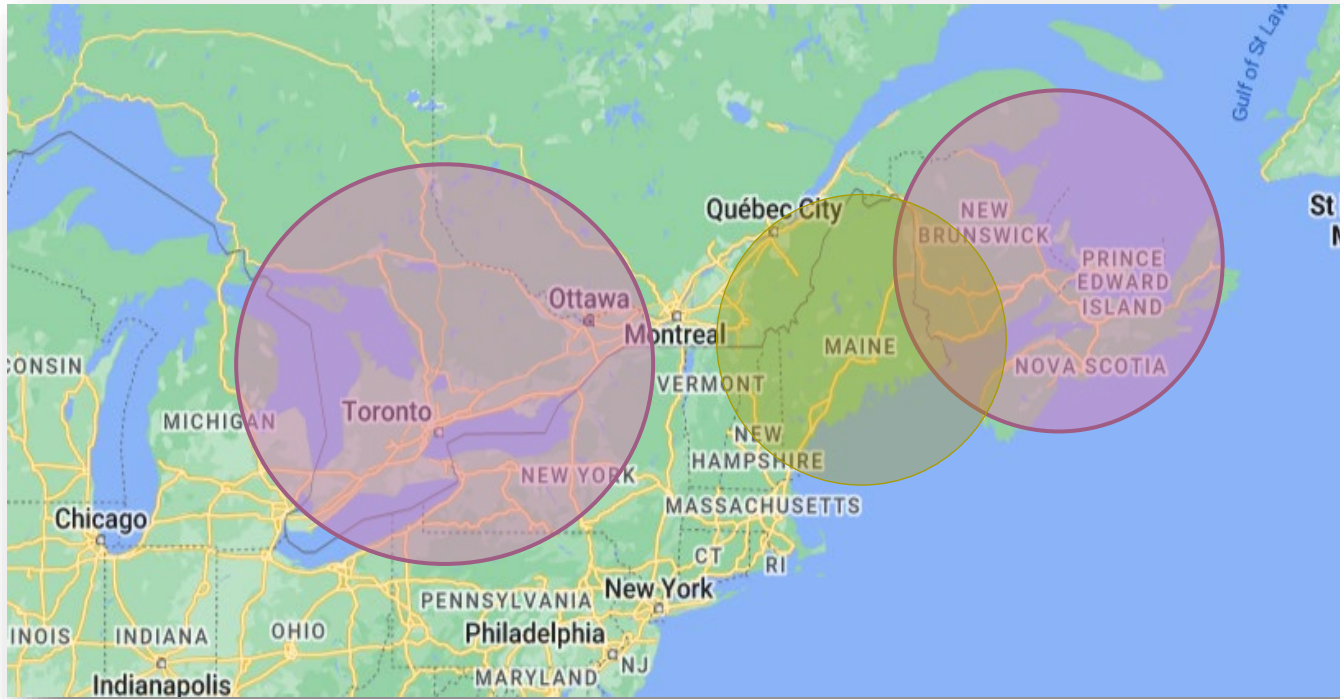 Gulf of St Law
Québec City
St
NEW
BRUNSWICK
PRINCE
EDWARD
ISLAND
Ottawa
Montreal
MAINE
CONSIN
NOVA SCOTIA
VERMONT
MICHIGAN
Toronto
NEW
HAMPSHIRE
NEW YORK
MASSACHUSETTS
Chicago
CT
RI
New York
PENNSYLVANIA
INOIS
INDIANA
OHIO
Philadelphia
NJ
MARYLAND
Indianapolis